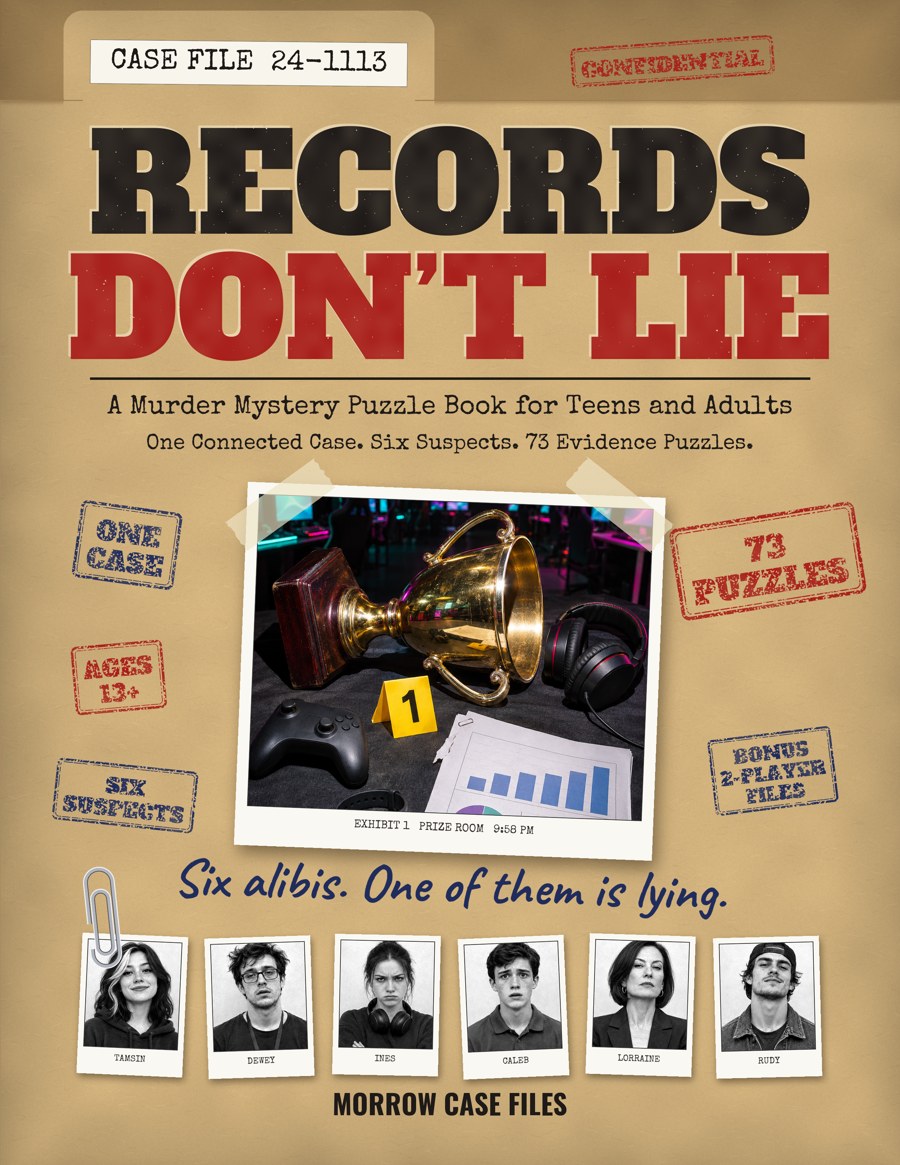 CASE FILE 24-1113
CONFIDENTIAL
RECORDS
DON'T LIE
A Murder Mystery Puzzle Book for Teens and Adults
One Connected Case. Six Suspects. 73 Evidence Puzzles.
ONE
CASE
73
PUZZLES
AGES
13+
1
BONUS
2-PLAYER
FILES
SIX
SUSPECTS
EXHIBIT 1 PRIZE ROOM 9:58 PM
Six alibis. One of them is lying.
TAMSIN
DEWEY
INES
CALEB
LORRAINE
RUDY
MORROW CASE FILES